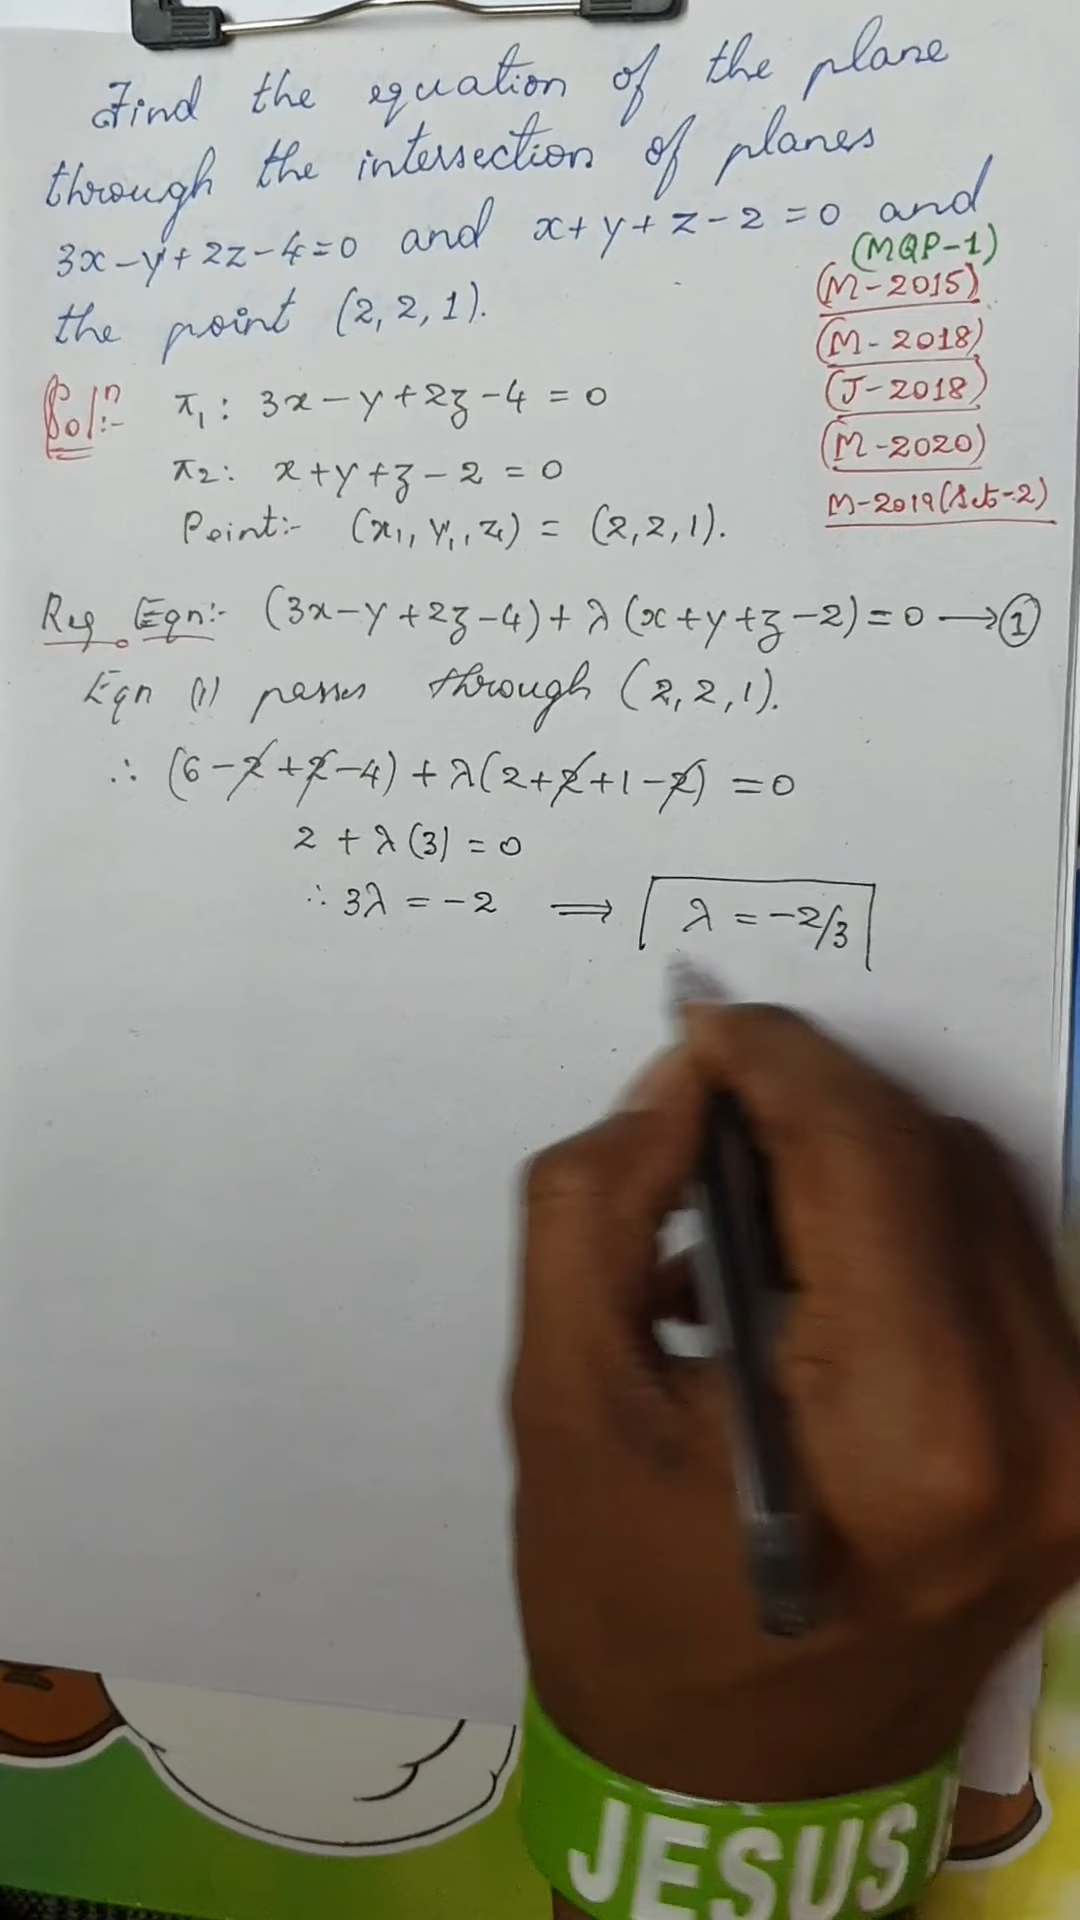 Find the equation of the plane
through the intersection of planes
3x-y+2z-4=0 and x+y+z-2=0 and
(MQP-1)
the point (2,2,1).
(M-2015)
(M-2018)
(J-2018)
(M-2020)
M-2019(Set-2)
Solⁿ:- π₁: 3x-y+2z-4=0
π₂: x+y+z-2=0
Point:- (x₁, y₁, z₁) = (2,2,1).
Req Eqn:- (3x-y+2z-4)+λ(x+y+z-2)=0 →①
Eqn (1) passes through (2,2,1).
∴ (6-2+2-4)+λ(2+2+1-2) =0
2+λ(3)=0
∴ 3λ=-2 ⟹ λ=-2/3
JESUS